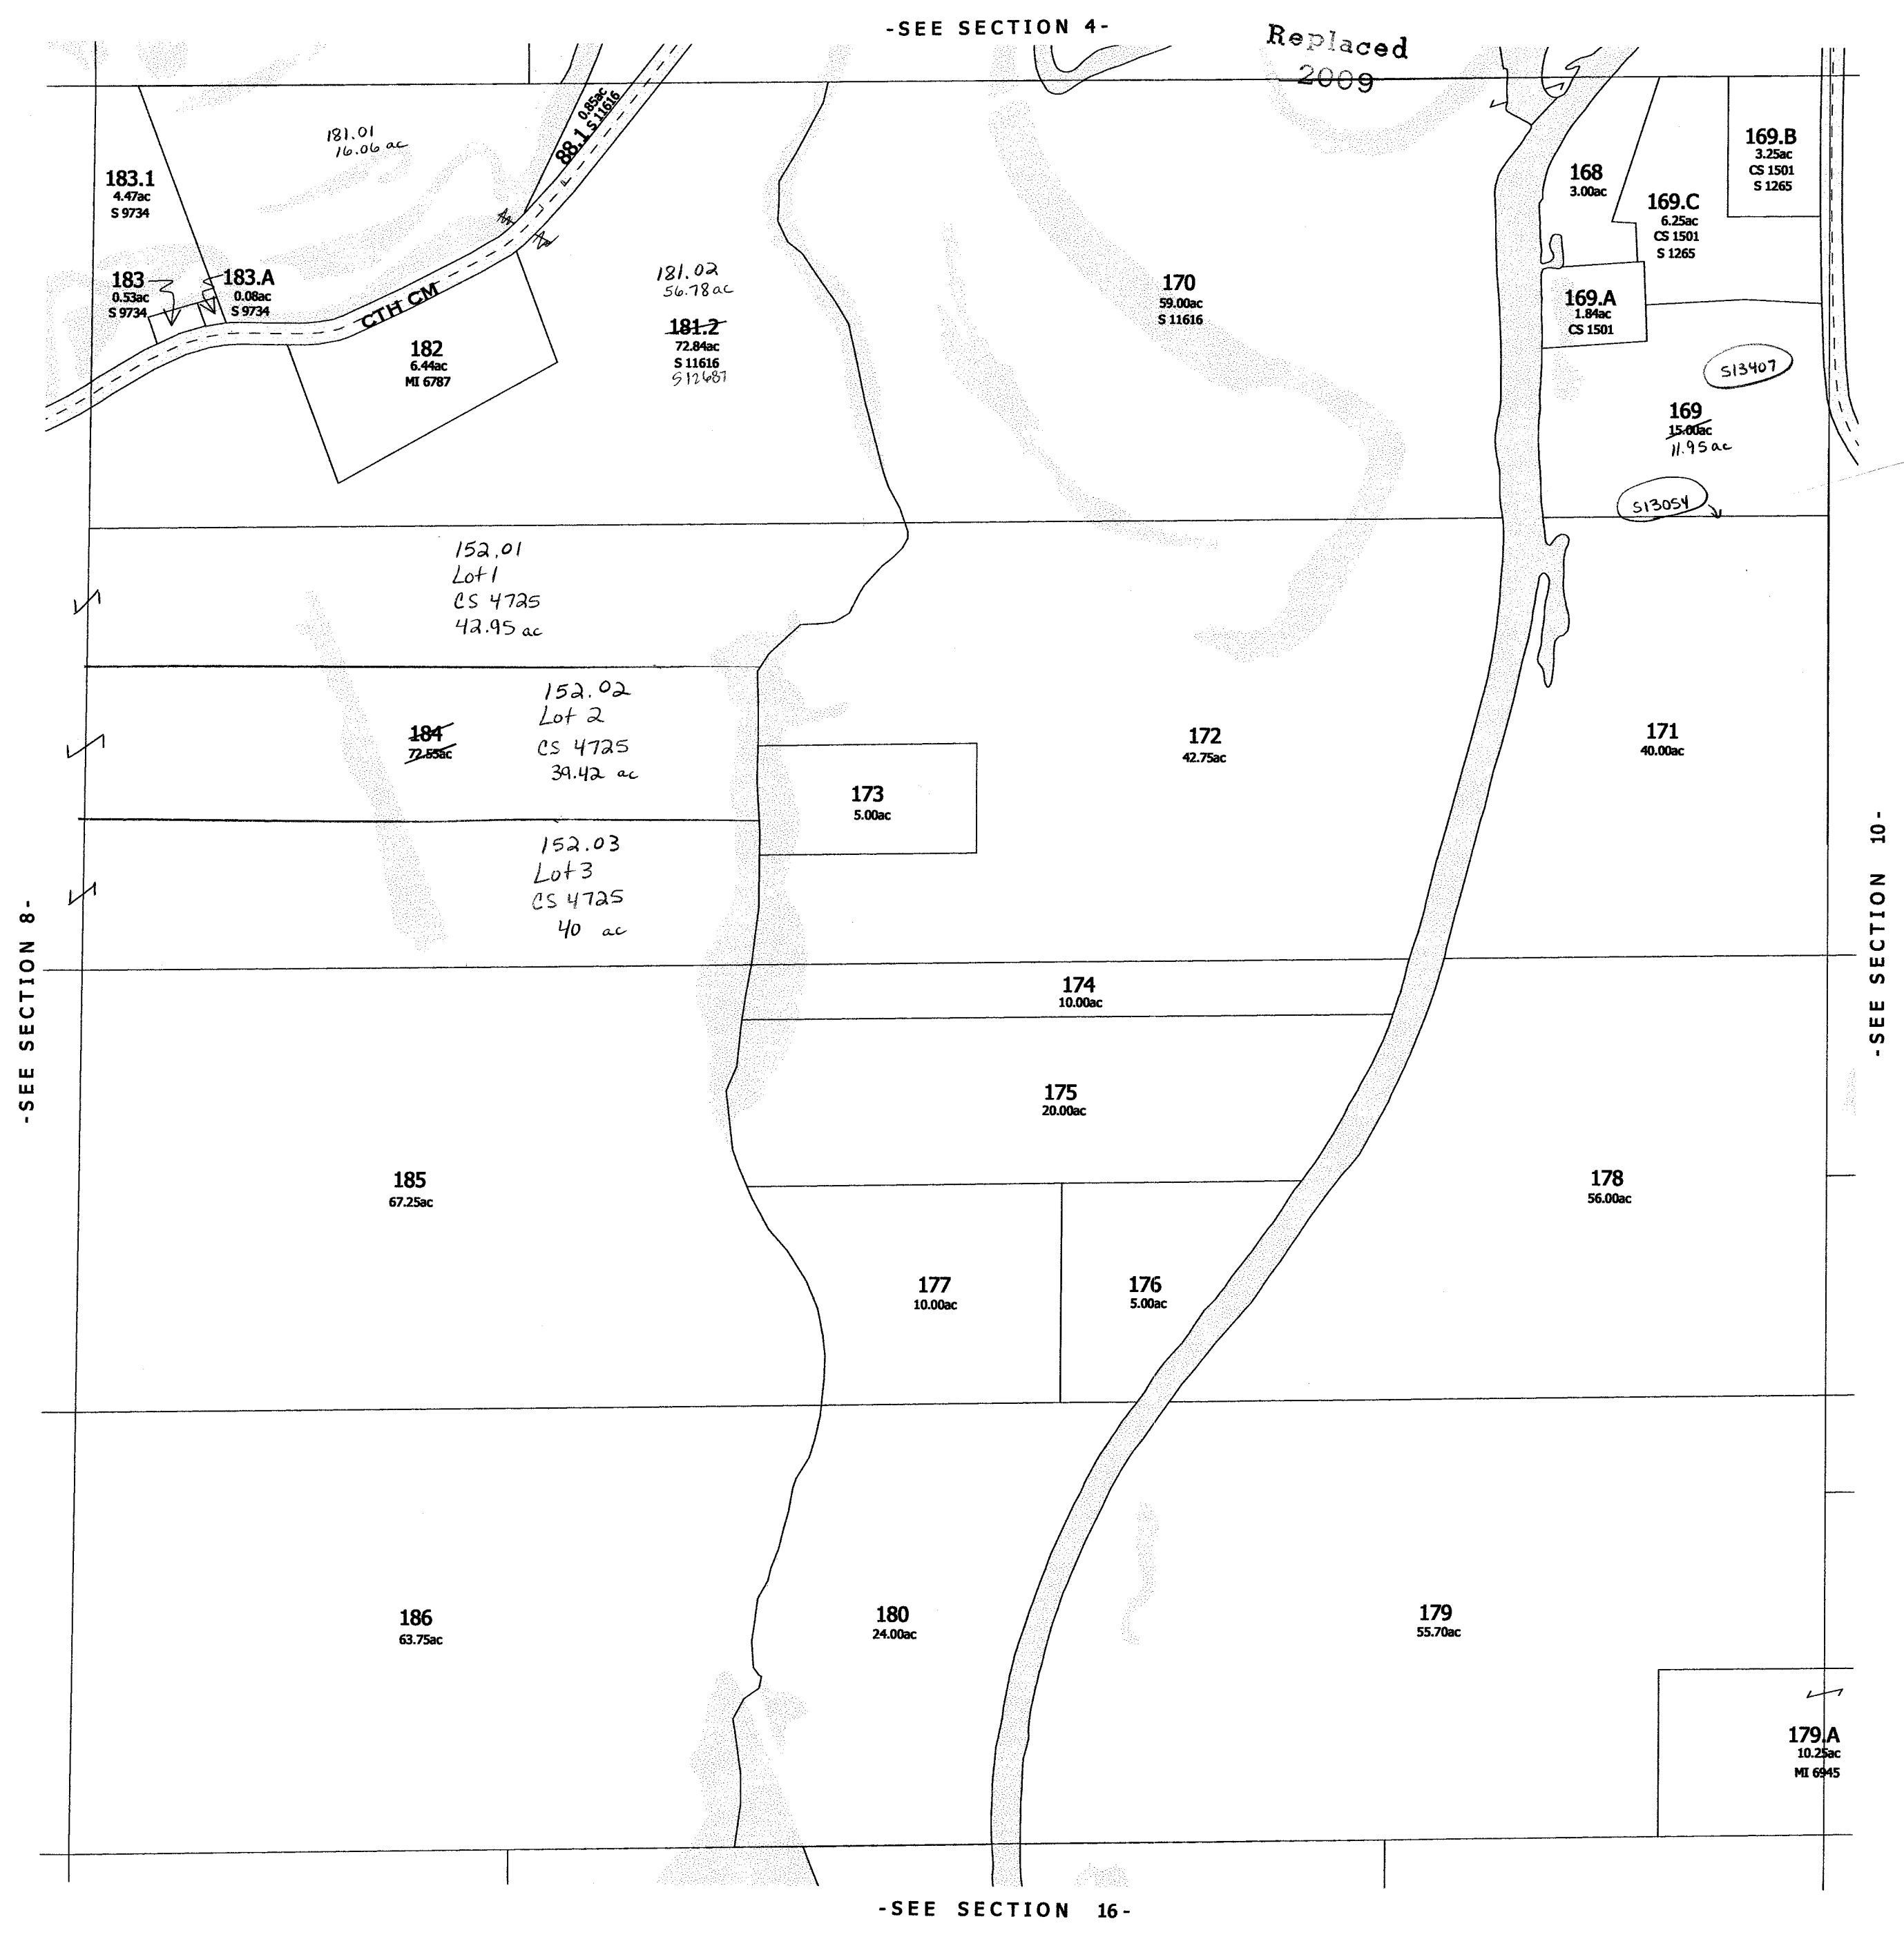 -SEE SECTION 4-
Replaced
2009
181.01
16.06 ac
88.1
0.85ac
S 11616
183.1
4.47ac
S 9734
183
0.53ac
S 9734
183.A
0.08ac
S 9734
CTH CM
182
6.44ac
MI 6787
181.02
56.78ac
181.2
72.84ac
S 11616
S12687
170
59.00ac
S 11616
168
3.00ac
169.B
3.25ac
CS 1501
S 1265
169.C
6.25ac
CS 1501
S 1265
169.A
1.84ac
CS 1501
S13407
169
15.00ac
11.95 ac
S13054
152.01
Lot 1
CS 4725
42.95 ac
152.02
Lot 2
CS 4725
39.42 ac
184
72.55ac
152.03
Lot 3
CS 4725
40 ac
173
5.00ac
172
42.75ac
171
40.00ac
-SEE SECTION 8-
-SEE SECTION 10-
174
10.00ac
175
20.00ac
185
67.25ac
178
56.00ac
177
10.00ac
176
5.00ac
186
63.75ac
180
24.00ac
179
55.70ac
179.A
10.25ac
MI 6945
-SEE SECTION 16-